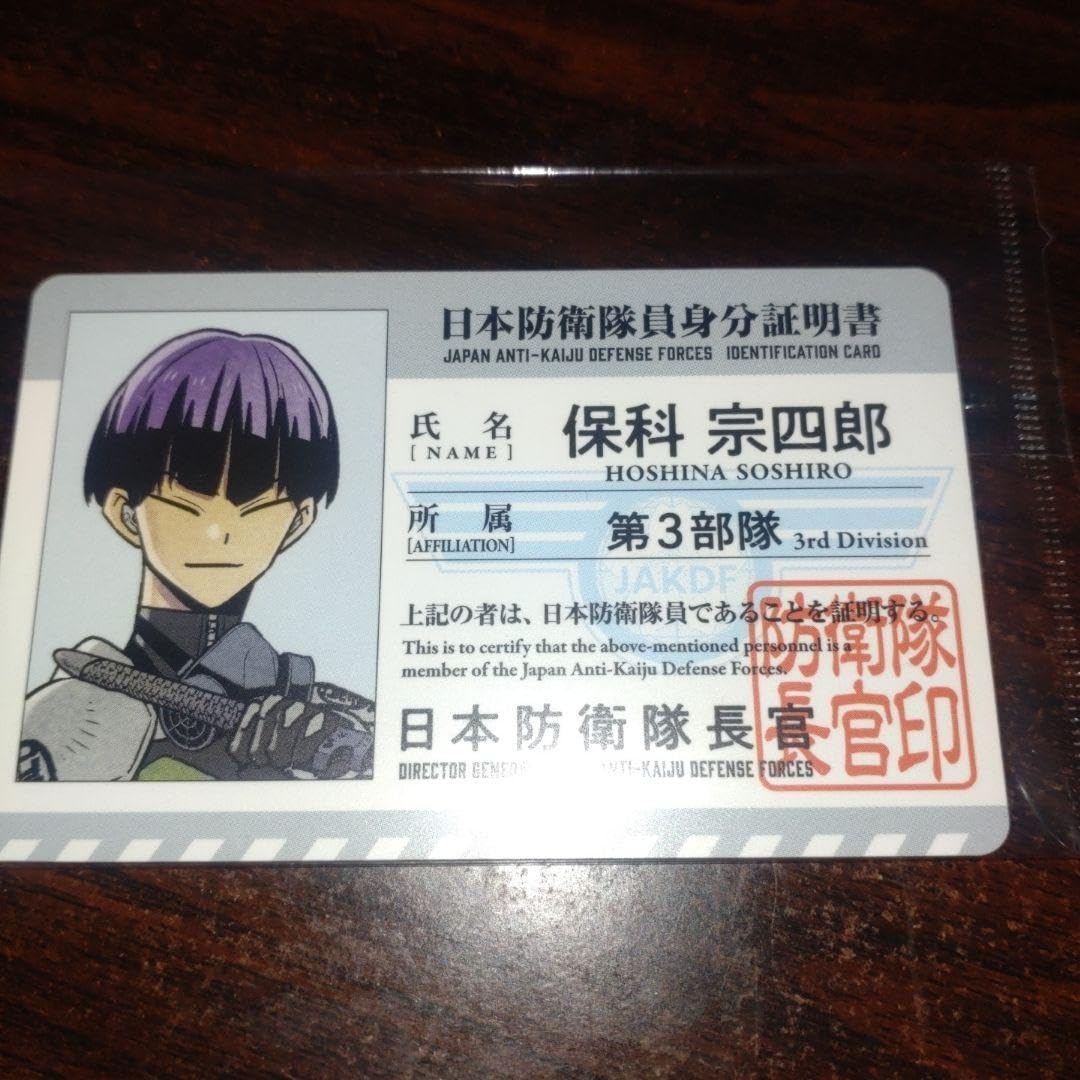 日本防衛隊員身分証明書
JAPAN ANTI-KAIJU DEFENSE FORCES IDENTIFICATION CARD
氏 名 保科 宗四郎
[ NAME ] HOSHINA SOSHIRO
所 属 第3部隊 3rd Division
[AFFILIATION]
JAKDF
上記の者は、日本防衛隊員であることを証明する。
This is to certify that the above-mentioned personnel is a
member of the Japan Anti-Kaiju Defense Forces.
日本防衛隊長官
DIRECTOR ANTI-KAIJU DEFENSE FORCES
防衛隊
長官印